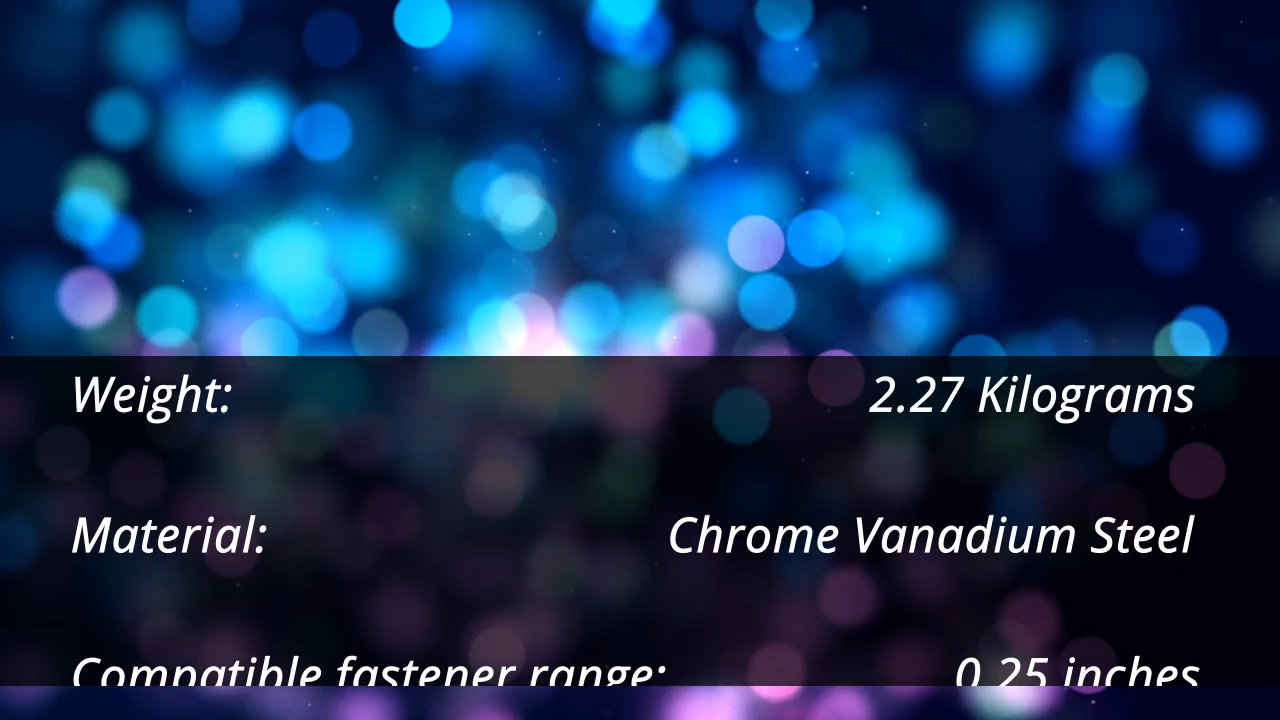 Weight: 2.27 Kilograms
Material: Chrome Vanadium Steel
Compatible fastener range: 0.25 inches